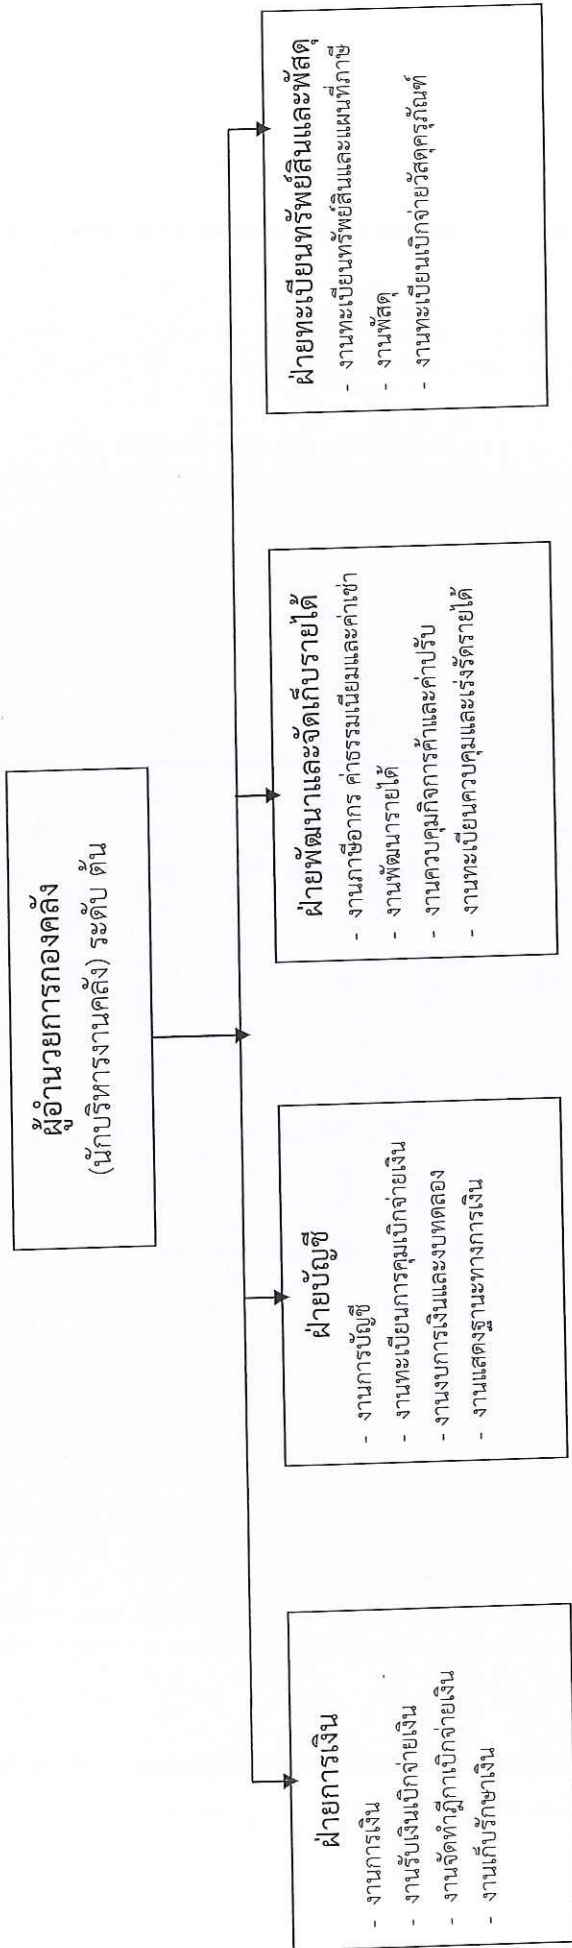 ผู้อำนวยการกองคลัง
(นักบริหารงานคลัง) ระดับ ต้น
ฝ่ายการเงิน
- งานการเงิน
- งานรับเงินเบิกจ่ายเงิน
- งานจัดทำฎีกาเบิกจ่ายเงิน
- งานเก็บรักษาเงิน
ฝ่ายบัญชี
- งานการบัญชี
- งานทะเบียนการคุมเบิกจ่ายเงิน
- งานงบการเงินและงบทดลอง
- งานแสดงฐานะทางการเงิน
ฝ่ายพัฒนาและจัดเก็บรายได้
- งานภาษีอากร ค่าธรรมเนียมและค่าเช่า
- งานพัฒนารายได้
- งานควบคุมกิจการค้าและค่าปรับ
- งานทะเบียนควบคุมและเร่งรัดรายได้
ฝ่ายทะเบียนทรัพย์สินและพัสดุ
- งานทะเบียนทรัพย์สินและแผนที่ภาษี
- งานพัสดุ
- งานทะเบียนเบิกจ่ายวัสดุครุภัณฑ์